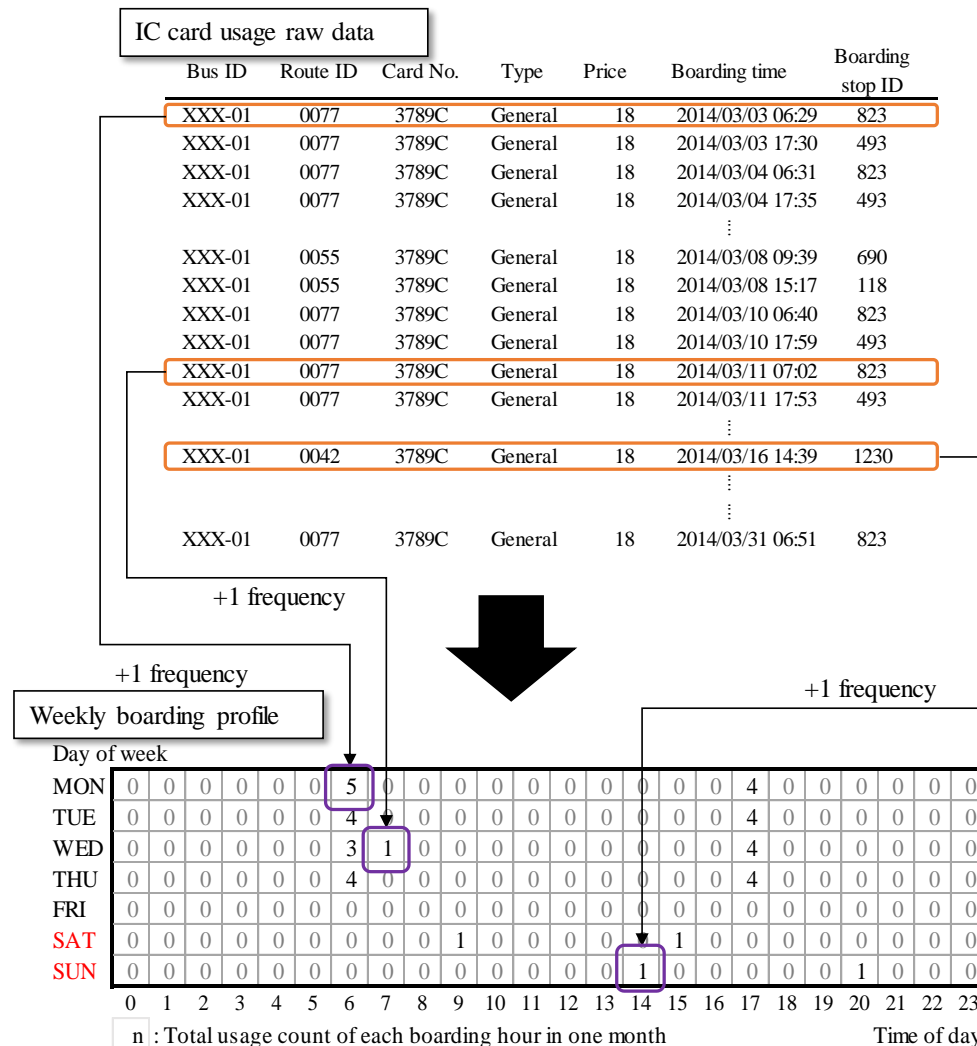 IC card usage raw data
Bus ID Route ID Card No. Type Price Boarding time Boarding stop ID
XXX-01 0077 3789C General 18 2014/03/03 06:29 823
XXX-01 0077 3789C General 18 2014/03/03 17:30 493
XXX-01 0077 3789C General 18 2014/03/04 06:31 823
XXX-01 0077 3789C General 18 2014/03/04 17:35 493
XXX-01 0055 3789C General 18 2014/03/08 09:39 690
XXX-01 0055 3789C General 18 2014/03/08 15:17 118
XXX-01 0077 3789C General 18 2014/03/10 06:40 823
XXX-01 0077 3789C General 18 2014/03/10 17:59 493
XXX-01 0077 3789C General 18 2014/03/11 07:02 823
XXX-01 0077 3789C General 18 2014/03/11 17:53 493
XXX-01 0042 3789C General 18 2014/03/16 14:39 1230
XXX-01 0077 3789C General 18 2014/03/31 06:51 823
+1 frequency
+1 frequency
+1 frequency
Weekly boarding profile
Day of week
MON 0 0 0 0 0 0 5 0 0 0 0 0 0 0 0 0 0 4 0 0 0 0 0 0
TUE 0 0 0 0 0 0 4 0 0 0 0 0 0 0 0 0 0 4 0 0 0 0 0 0
WED 0 0 0 0 0 0 3 1 0 0 0 0 0 0 0 0 0 4 0 0 0 0 0 0
THU 0 0 0 0 0 0 4 0 0 0 0 0 0 0 0 0 0 4 0 0 0 0 0 0
FRI 0 0 0 0 0 0 0 0 0 0 0 0 0 0 0 0 0 0 0 0 0 0 0 0
SAT 0 0 0 0 0 0 0 0 0 1 0 0 0 0 0 1 0 0 0 0 0 0 0 0
SUN 0 0 0 0 0 0 0 0 0 0 0 0 0 0 1 0 0 0 0 0 1 0 0 0
0 1 2 3 4 5 6 7 8 9 10 11 12 13 14 15 16 17 18 19 20 21 22 23
n : Total usage count of each boarding hour in one month Time of day